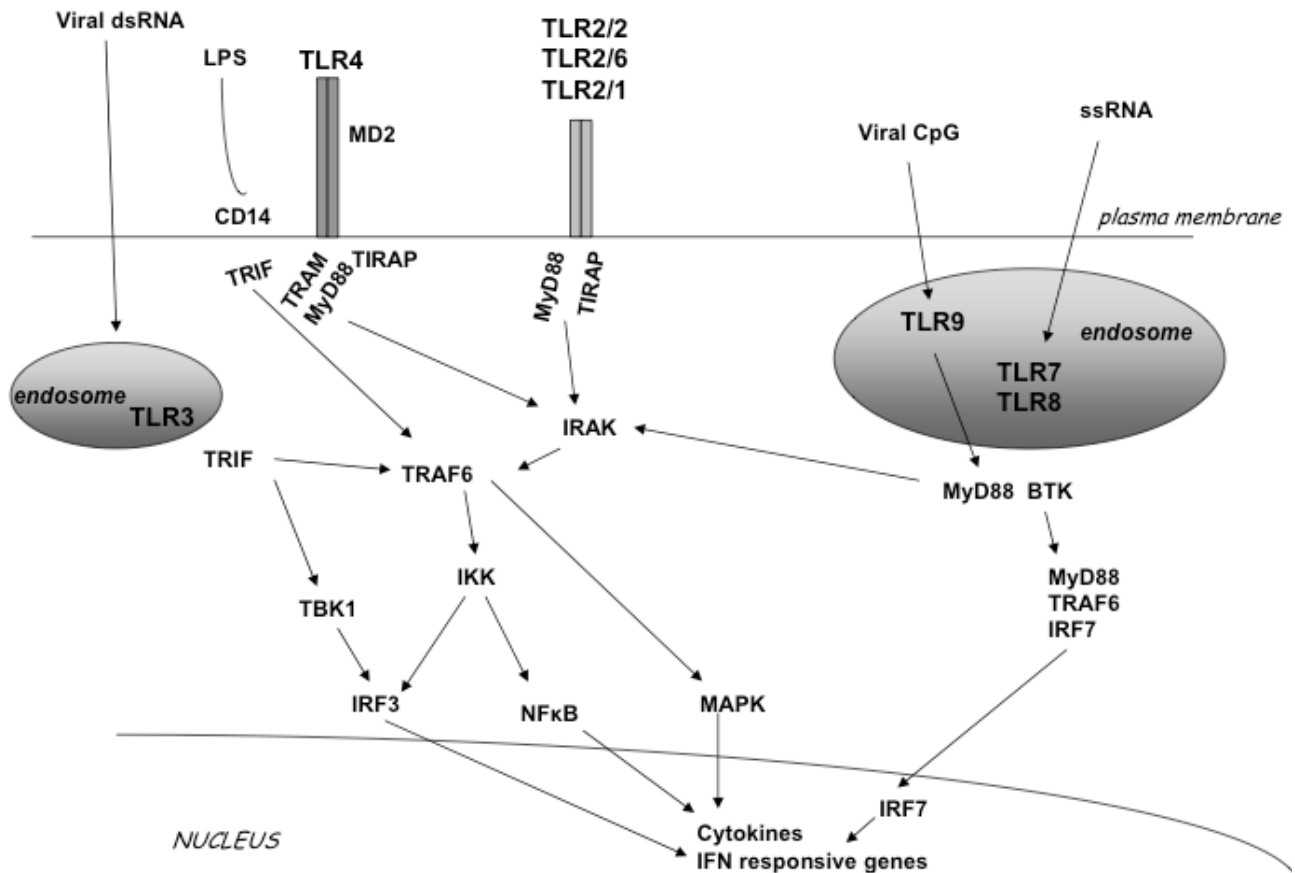 Viral dsRNA
LPS
TLR4
MD2
CD14
TLR2/2
TLR2/6
TLR2/1
Viral CpG
ssRNA
plasma membrane
TRIF
TRAM
MyD88
TIRAP
MyD88
TIRAP
TLR9
endosome
TLR7
TLR8
endosome
TLR3
TRIF
TRAF6
IRAK
MyD88 BTK
IKK
TBK1
MyD88
TRAF6
IRF7
IRF3
NFκB
MAPK
IRF7
NUCLEUS
Cytokines
IFN responsive genes